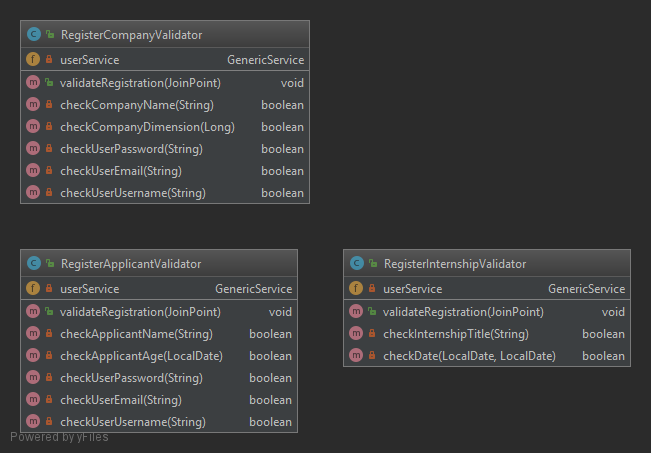 RegisterCompanyValidator
userService GenericService
validateRegistration(JoinPoint) void
checkCompanyName(String) boolean
checkCompanyDimension(Long) boolean
checkUserPassword(String) boolean
checkUserEmail(String) boolean
checkUserUsername(String) boolean
RegisterApplicantValidator
userService GenericService
validateRegistration(JoinPoint) void
checkApplicantName(String) boolean
checkApplicantAge(LocalDate) boolean
checkUserPassword(String) boolean
checkUserEmail(String) boolean
checkUserUsername(String) boolean
RegisterInternshipValidator
userService GenericService
validateRegistration(JoinPoint) void
checkInternshipTitle(String) boolean
checkDate(LocalDate, LocalDate) boolean
Powered by yFiles